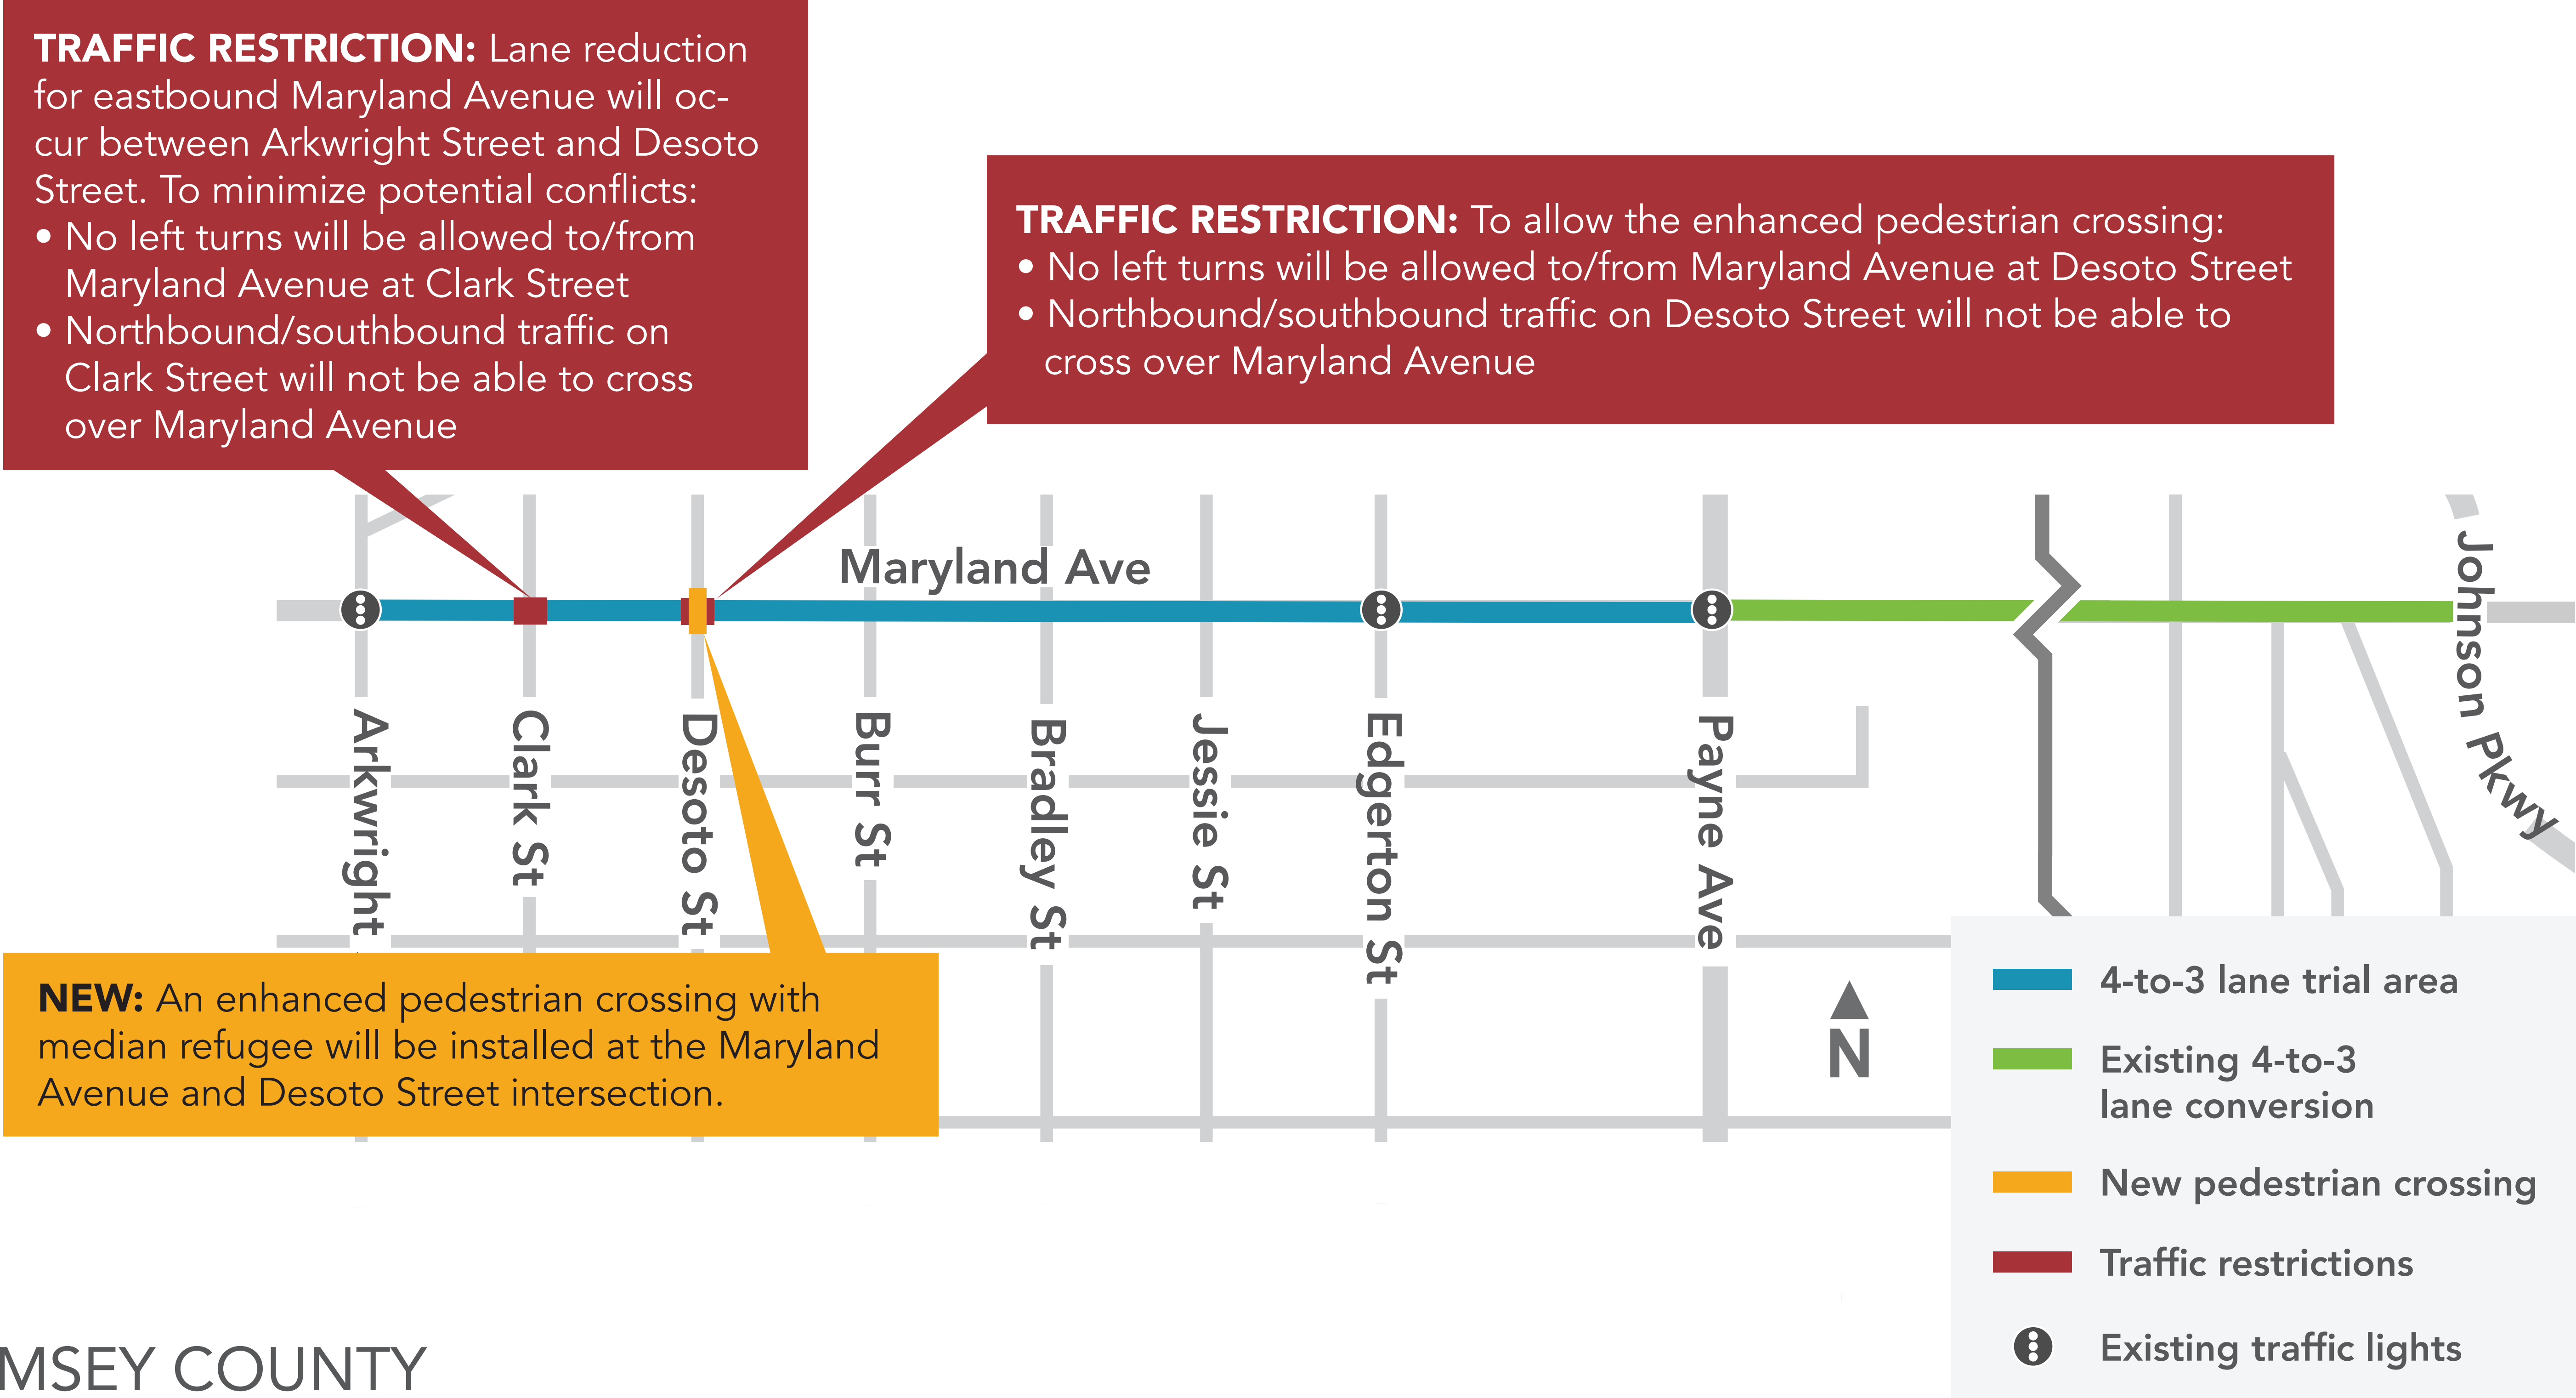 TRAFFIC RESTRICTION: Lane reduction
for eastbound Maryland Avenue will oc-
cur between Arkwright Street and Desoto
Street. To minimize potential conflicts:
• No left turns will be allowed to/from
Maryland Avenue at Clark Street
• Northbound/southbound traffic on
Clark Street will not be able to cross
over Maryland Avenue
TRAFFIC RESTRICTION: To allow the enhanced pedestrian crossing:
• No left turns will be allowed to/from Maryland Avenue at Desoto Street
• Northbound/southbound traffic on Desoto Street will not be able to
cross over Maryland Avenue
Maryland Ave
Arkwright
Clark St
Desoto St
Burr St
Bradley St
Jessie St
Edgerton St
Payne Ave
Johnson Pkwy
NEW: An enhanced pedestrian crossing with
median refugee will be installed at the Maryland
Avenue and Desoto Street intersection.
N
4-to-3 lane trial area
Existing 4-to-3
lane conversion
New pedestrian crossing
Traffic restrictions
Existing traffic lights
MSEY COUNTY